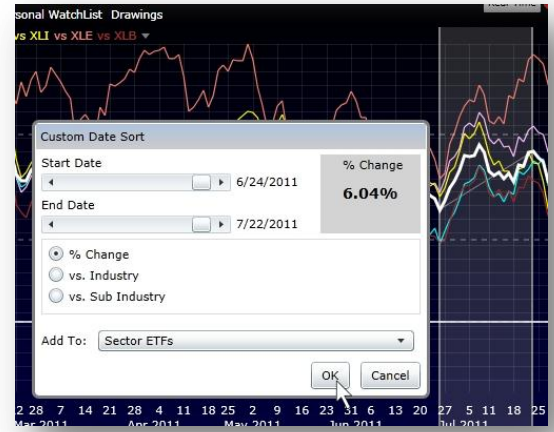 sonal WatchList Drawings
vs XLI vs XLE vs XLB
Custom Date Sort
Start Date
6/24/2011
% Change
6.04%
End Date
7/22/2011
% Change
vs. Industry
vs. Sub Industry
Add To: Sector ETFs
OK Cancel
2 28 7 14 21 28 4 11 18 25 2 9 16 23 31 6 13 20 27 5 11 18 25
Mar 2011 Apr 2011 May 2011 Jun 2011 Jul 2011